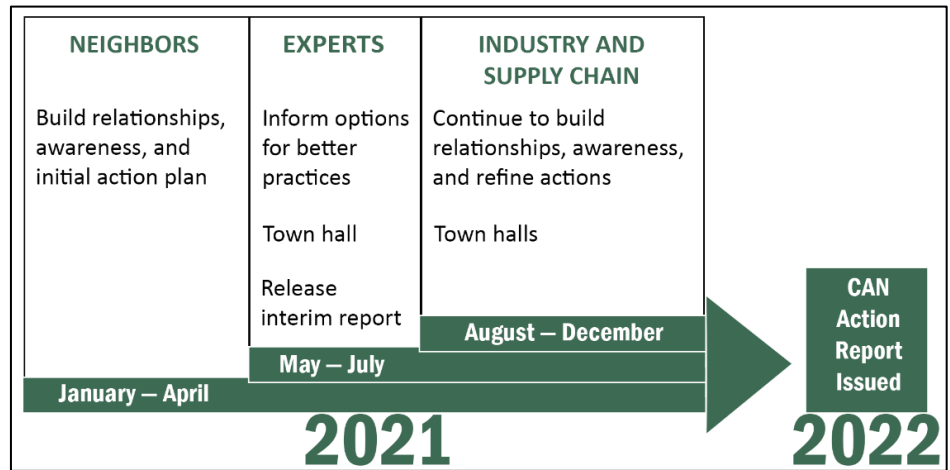 NEIGHBORS
Build relationships,
awareness, and
initial action plan
EXPERTS
Inform options
for better
practices
Town hall
Release
interim report
INDUSTRY AND
SUPPLY CHAIN
Continue to build
relationships, awareness,
and refine actions
Town halls
August — December
May — July
January — April
2021
CAN
Action
Report
Issued
2022